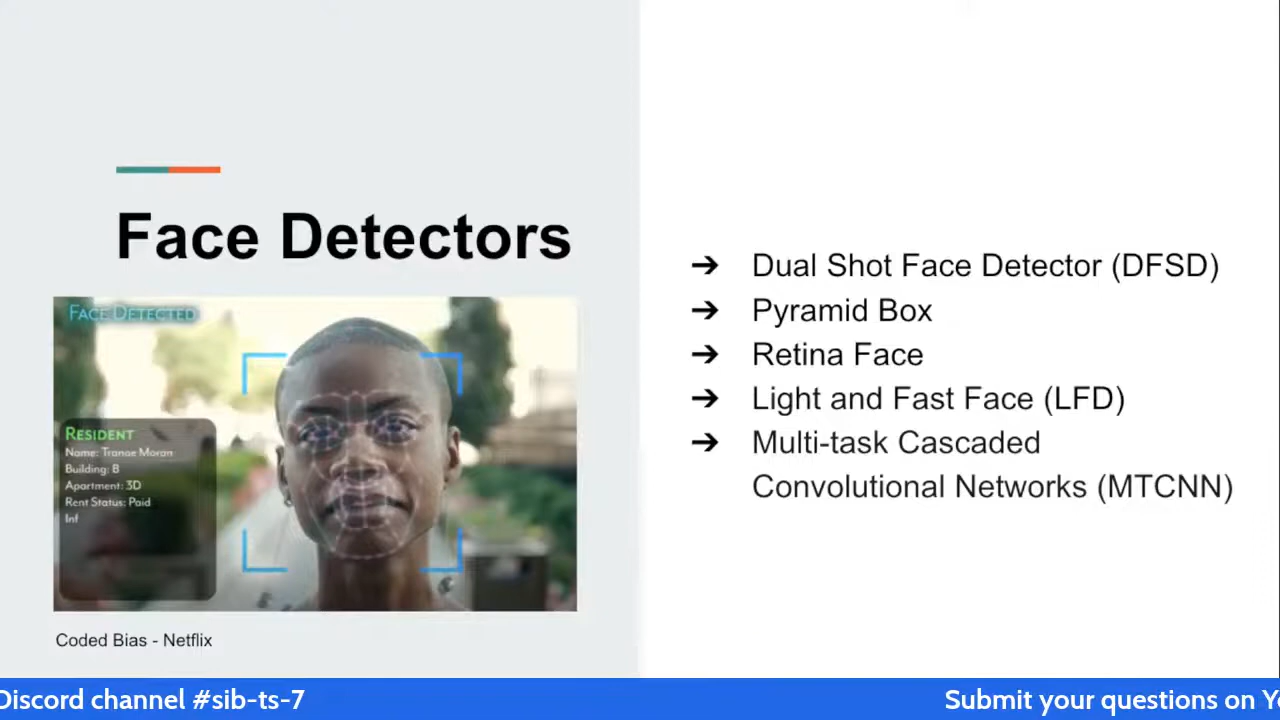 Face Detectors
FACE DETECTED
RESIDENT
Name: Tranae Moran
Building: B
Apartment: 3D
Rent Status: Paid
Inf
Coded Bias - Netflix
➔ Dual Shot Face Detector (DFSD)
➔ Pyramid Box
➔ Retina Face
➔ Light and Fast Face (LFD)
➔ Multi-task Cascaded
Convolutional Networks (MTCNN)
Discord channel #sib-ts-7
Submit your questions on